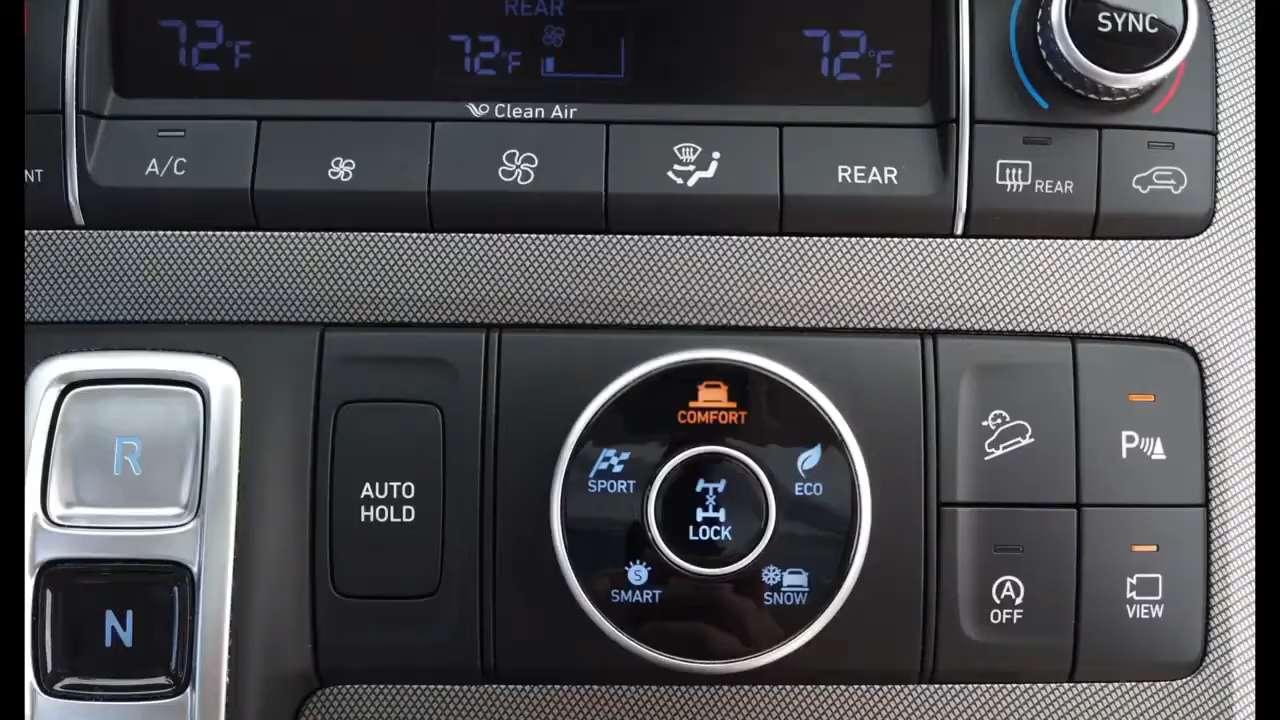 REAR
72°F
72°F
72°F
SYNC
Clean Air
NT
A/C
REAR
REAR
R
N
AUTO
HOLD
COMFORT
SPORT
ECO
LOCK
SMART
SNOW
P
A
OFF
VIEW
S